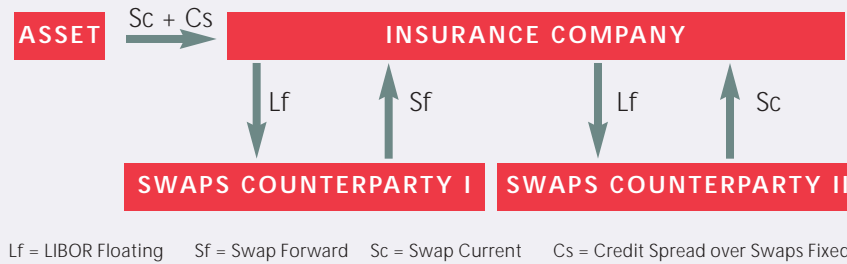 Sc + Cs
ASSET INSURANCE COMPANY
Lf Sf Lf Sc
SWAPS COUNTERPARTY I SWAPS COUNTERPARTY II
Lf = LIBOR Floating Sf = Swap Forward Sc = Swap Current Cs = Credit Spread over Swaps Fixed